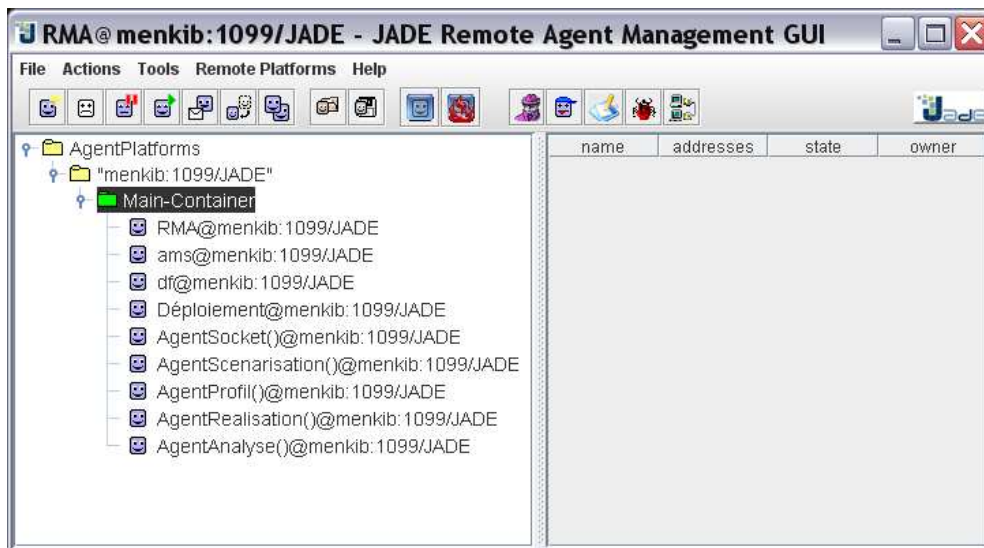 RMA@menkib:1099/JADE - JADE Remote Agent Management GUI
File Actions Tools Remote Platforms Help
Jade
AgentPlatforms
name addresses state owner
"menkib:1099/JADE"
Main-Container
RMA@menkib:1099/JADE
ams@menkib:1099/JADE
df@menkib:1099/JADE
Déploiement@menkib:1099/JADE
AgentSocket()@menkib:1099/JADE
AgentScenarisation()@menkib:1099/JADE
AgentProfil()@menkib:1099/JADE
AgentRealisation()@menkib:1099/JADE
AgentAnalyse()@menkib:1099/JADE